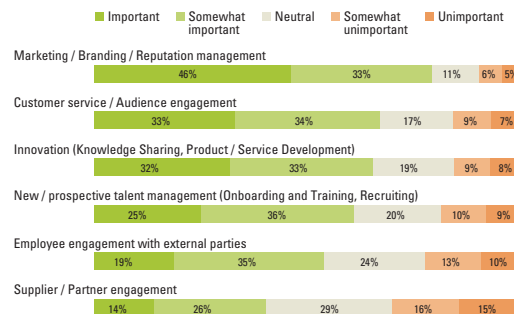 Important Somewhat important Neutral Somewhat unimportant Unimportant
Marketing / Branding / Reputation management
46% 33% 11% 6% 5%
Customer service / Audience engagement
33% 34% 17% 9% 7%
Innovation (Knowledge Sharing, Product / Service Development)
32% 33% 19% 9% 8%
New / prospective talent management (Onboarding and Training, Recruiting)
25% 36% 20% 10% 9%
Employee engagement with external parties
19% 35% 24% 13% 10%
Supplier / Partner engagement
14% 26% 29% 16% 15%